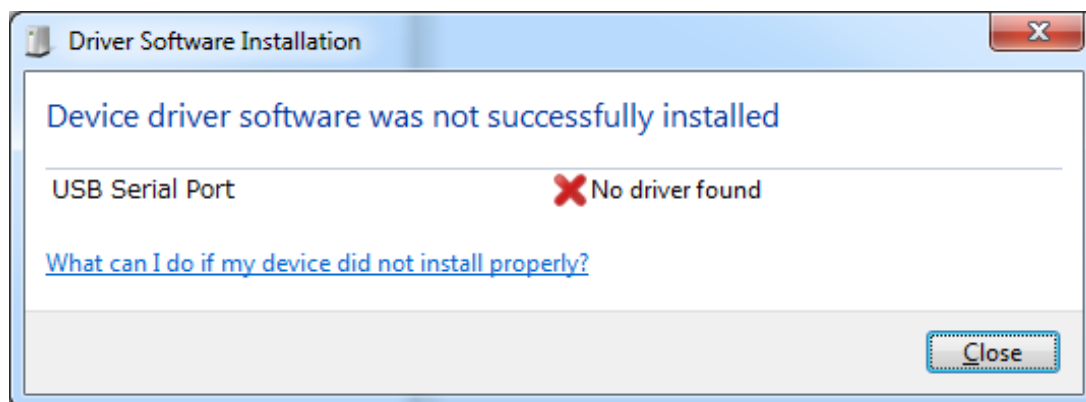 Driver Software Installation
Device driver software was not successfully installed
USB Serial Port No driver found
What can I do if my device did not install properly?
Close